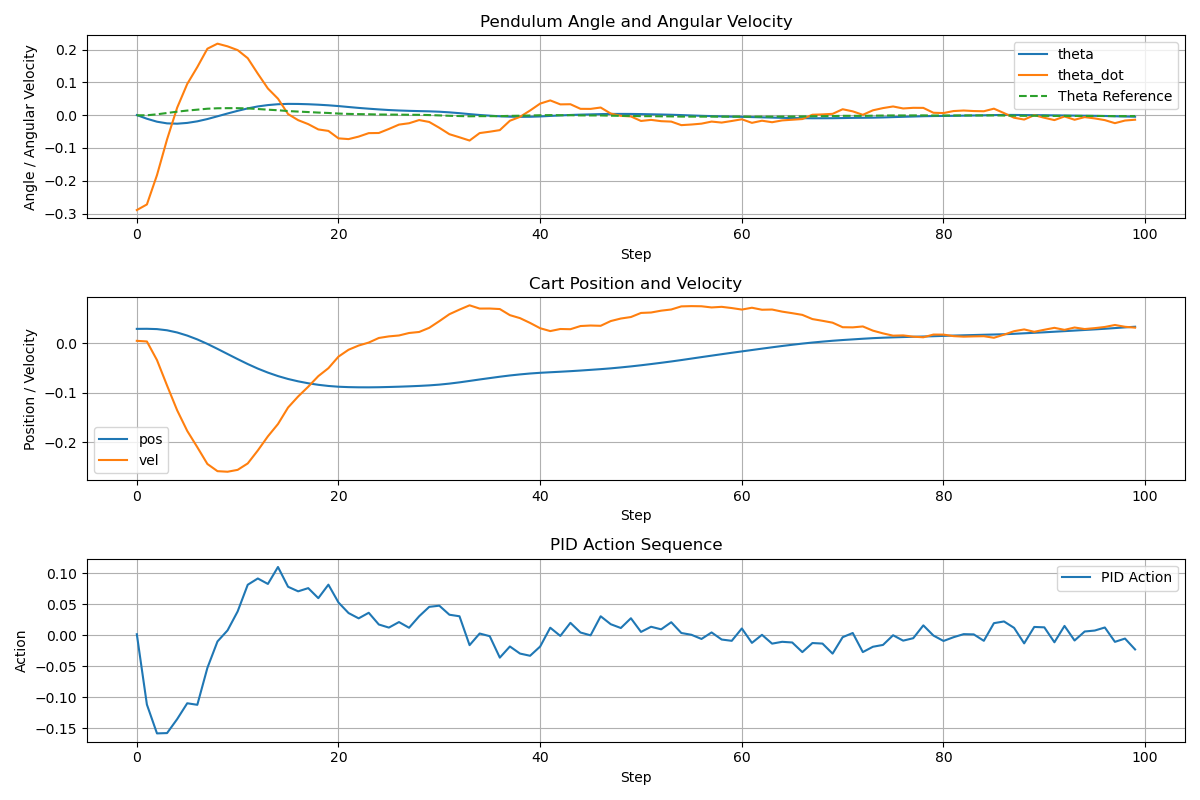 Pendulum Angle and Angular Velocity
Angle / Angular Velocity
0.2
0.1
0.0
−0.1
−0.2
−0.3
theta
theta_dot
Theta Reference
0 20 40 60 80 100
Step
Cart Position and Velocity
Position / Velocity
0.0
−0.1
−0.2
pos
vel
0 20 40 60 80 100
Step
PID Action Sequence
Action
0.10
0.05
0.00
−0.05
−0.10
−0.15
PID Action
0 20 40 60 80 100
Step